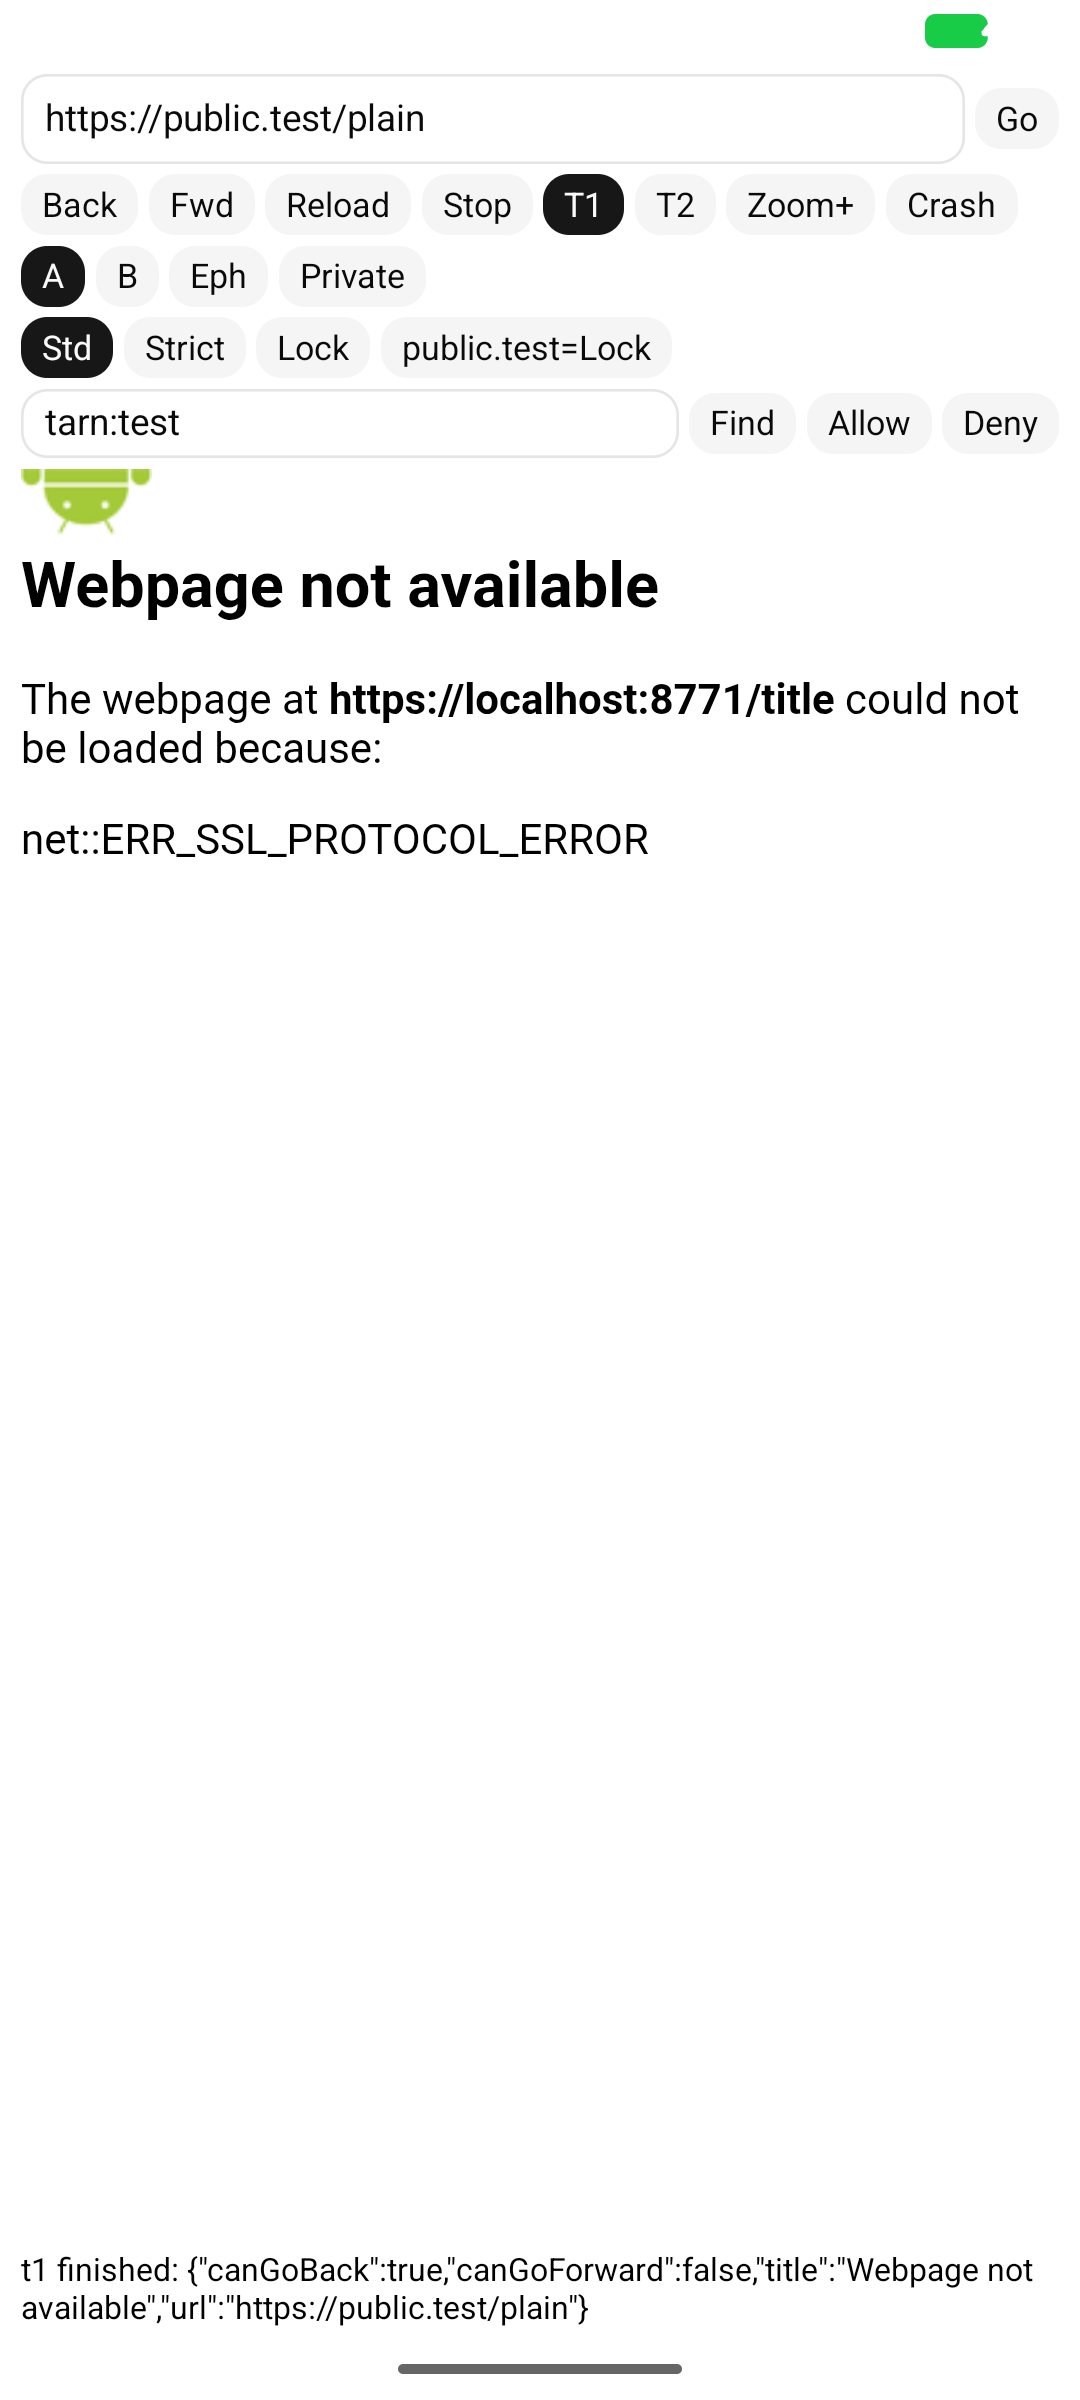 https://public.test/plain Go
Back Fwd Reload Stop T1 T2 Zoom+ Crash
A B Eph Private
Std Strict Lock public.test=Lock
tarn:test Find Allow Deny
Webpage not available
The webpage at https://localhost:8771/title could not
be loaded because:
net::ERR_SSL_PROTOCOL_ERROR
t1 finished: {"canGoBack":true,"canGoForward":false,"title":"Webpage not
available","url":"https://public.test/plain"}